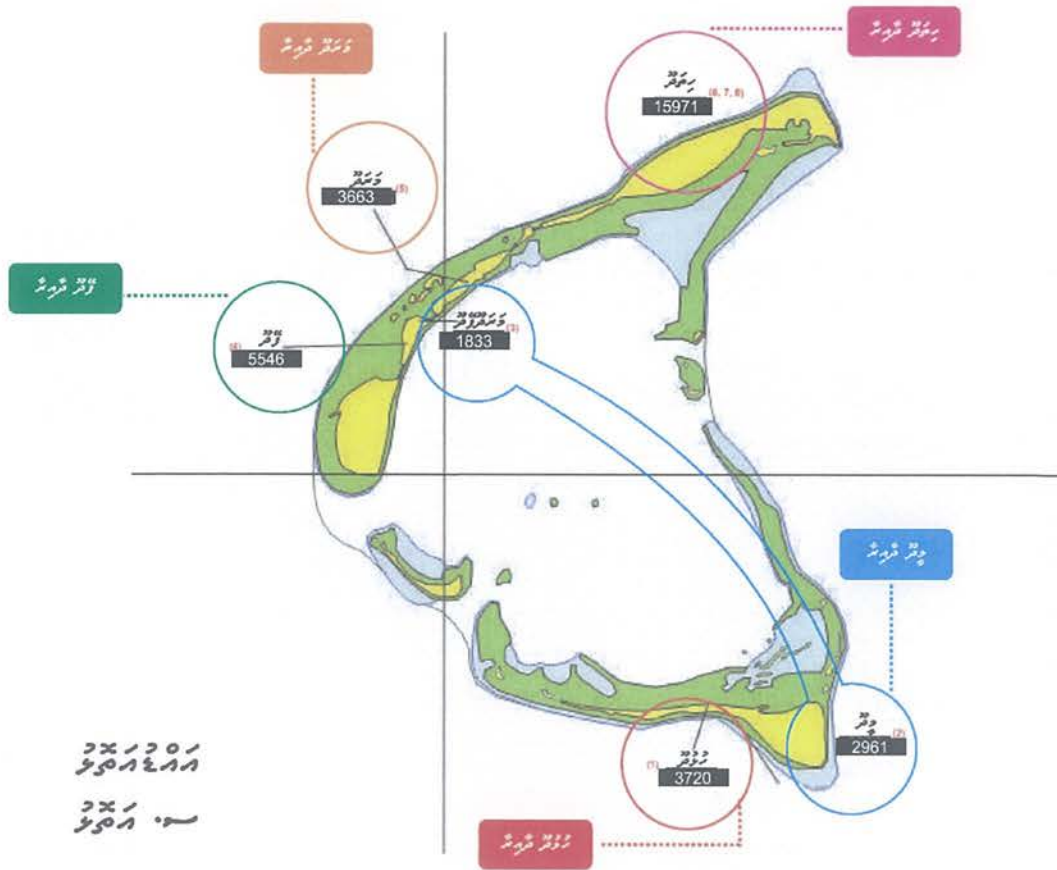 ހިތަދޫ ދާއިރާ
މަރަދޫ ދާއިރާ
ހިތަދޫ
(6, 7, 8)
15971
މަރަދޫ
3663
(5)
ފޭދޫ ދާއިރާ
މަރަދޫފޭދޫ
1833
(3)
ފޭދޫ
(4)
5546
މީދޫ ދާއިރާ
މީދޫ
2961
(2)
ހުޅުދޫ
(1)
3720
އައްޑުއަތޮޅު
ސ. އަތޮޅު
ހުޅުދޫ ދާއިރާ